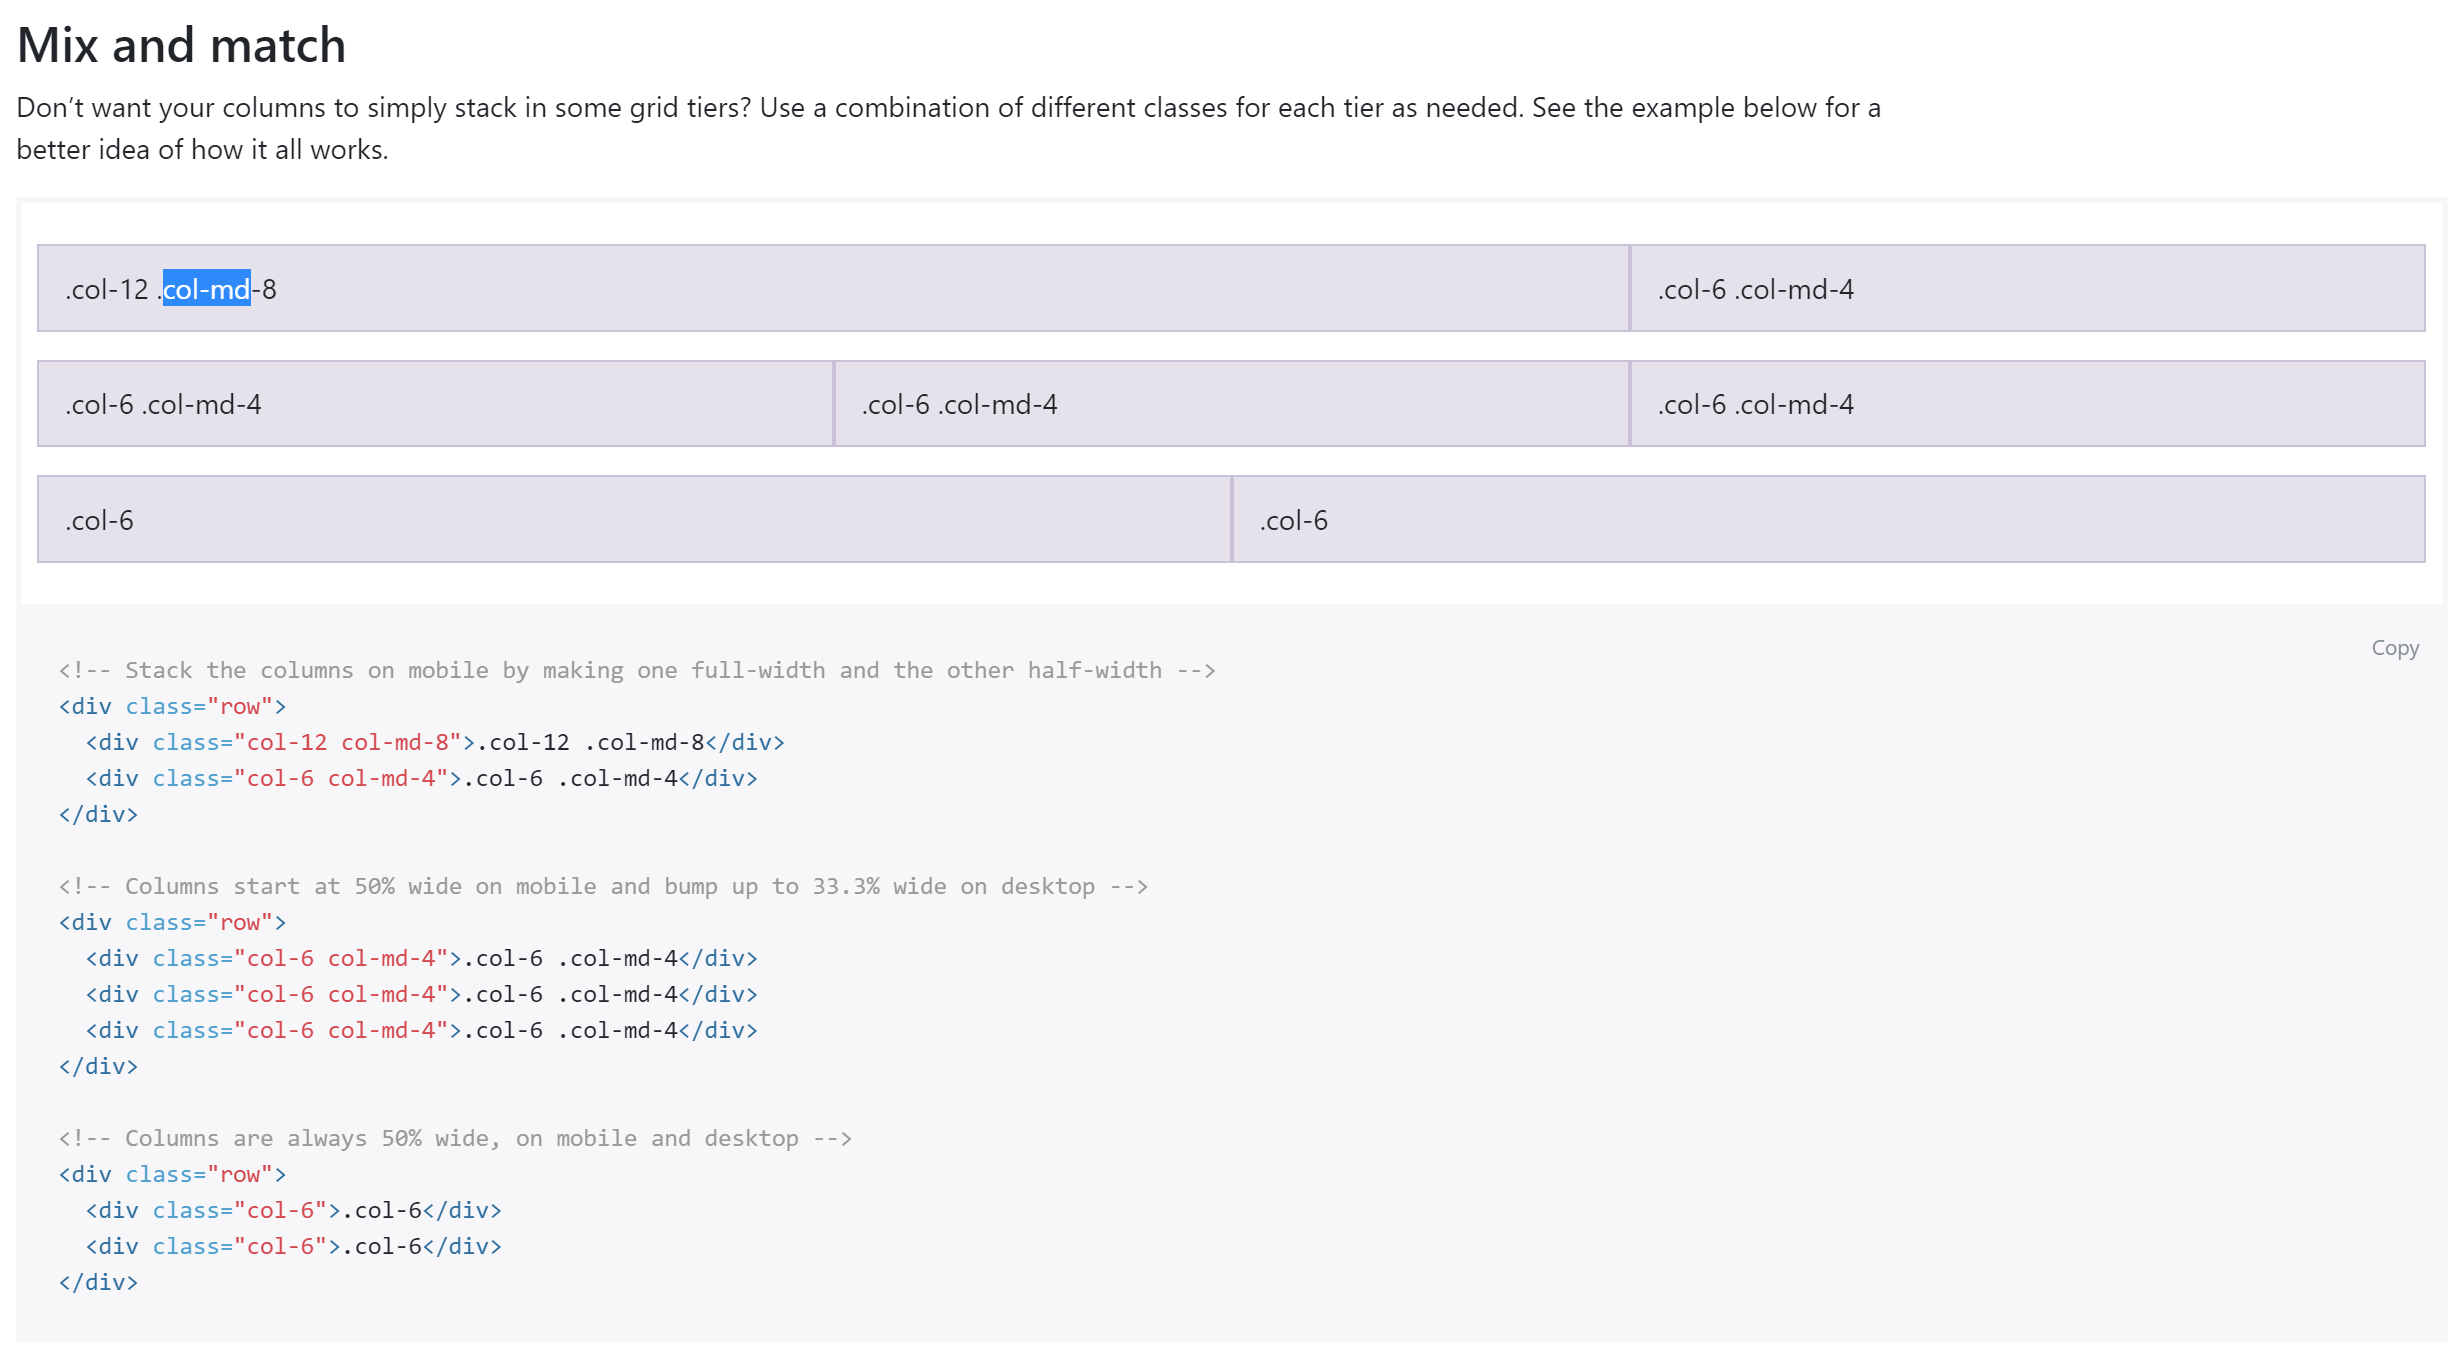 Mix and match
Don’t want your columns to simply stack in some grid tiers? Use a combination of different classes for each tier as needed. See the example below for a
better idea of how it all works.
.col-12 .col-md-8
.col-6 .col-md-4
.col-6 .col-md-4
.col-6 .col-md-4
.col-6 .col-md-4
.col-6
.col-6
Copy
<!-- Stack the columns on mobile by making one full-width and the other half-width -->
<div class="row">
  <div class="col-12 col-md-8">.col-12 .col-md-8</div>
  <div class="col-6 col-md-4">.col-6 .col-md-4</div>
</div>
<!-- Columns start at 50% wide on mobile and bump up to 33.3% wide on desktop -->
<div class="row">
  <div class="col-6 col-md-4">.col-6 .col-md-4</div>
  <div class="col-6 col-md-4">.col-6 .col-md-4</div>
  <div class="col-6 col-md-4">.col-6 .col-md-4</div>
</div>
<!-- Columns are always 50% wide, on mobile and desktop -->
<div class="row">
  <div class="col-6">.col-6</div>
  <div class="col-6">.col-6</div>
</div>